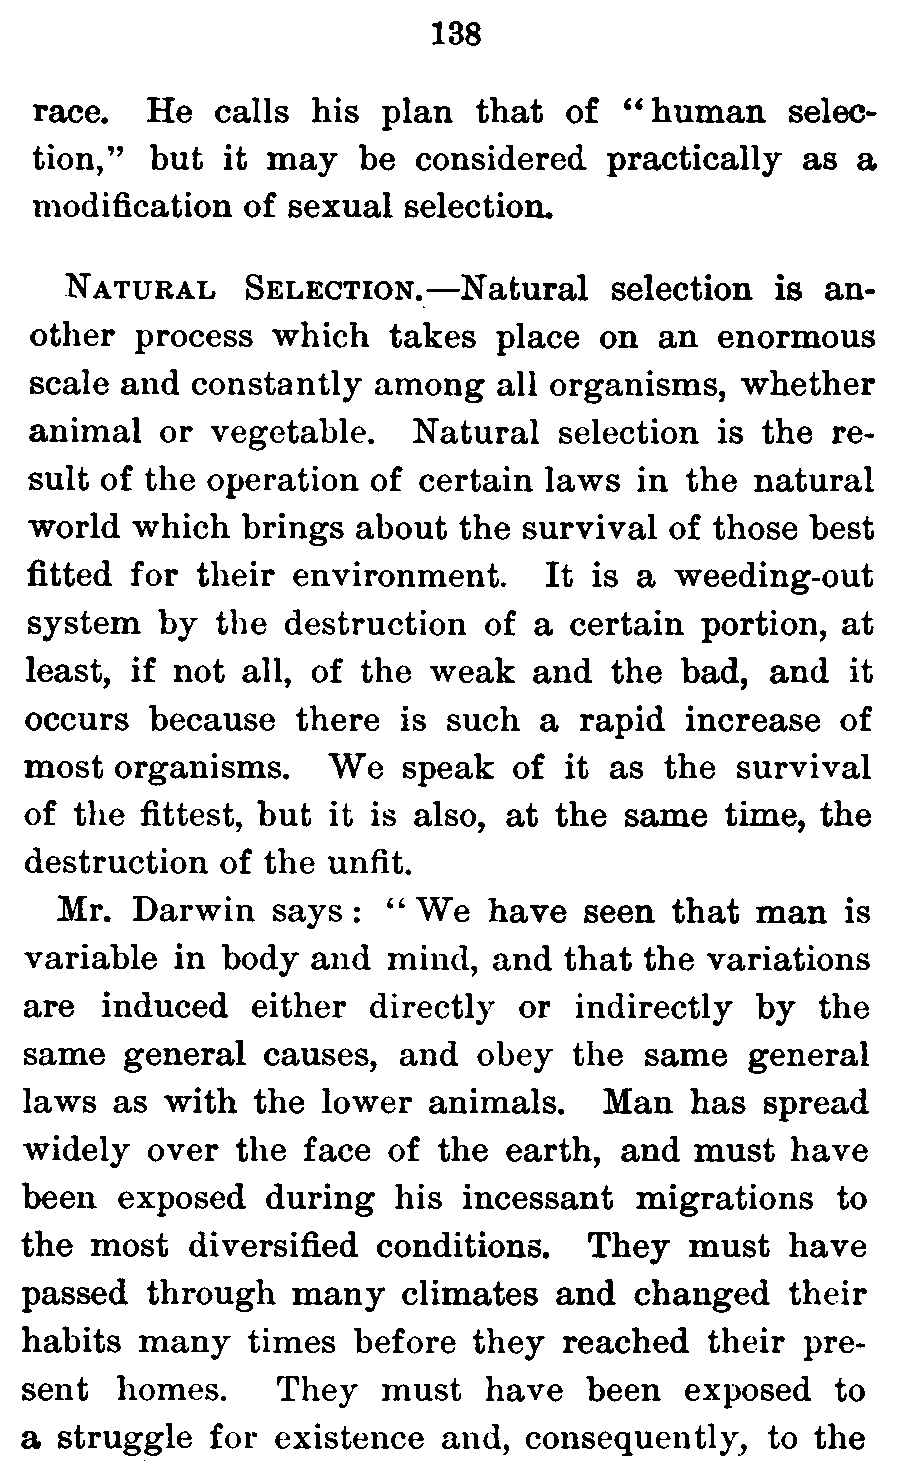 138
race. He calls his plan that of “human selec-
tion,” but it may be considered practically as a
modification of sexual selection.
NATURAL SELECTION.—Natural selection is an-
other process which takes place on an enormous
scale and constantly among all organisms, whether
animal or vegetable. Natural selection is the re-
sult of the operation of certain laws in the natural
world which brings about the survival of those best
fitted for their environment. It is a weeding-out
system by the destruction of a certain portion, at
least, if not all, of the weak and the bad, and it
occurs because there is such a rapid increase of
most organisms. We speak of it as the survival
of the fittest, but it is also, at the same time, the
destruction of the unfit.
Mr. Darwin says: “We have seen that man is
variable in body and mind, and that the variations
are induced either directly or indirectly by the
same general causes, and obey the same general
laws as with the lower animals. Man has spread
widely over the face of the earth, and must have
been exposed during his incessant migrations to
the most diversified conditions. They must have
passed through many climates and changed their
habits many times before they reached their pre-
sent homes. They must have been exposed to
a struggle for existence and, consequently, to the